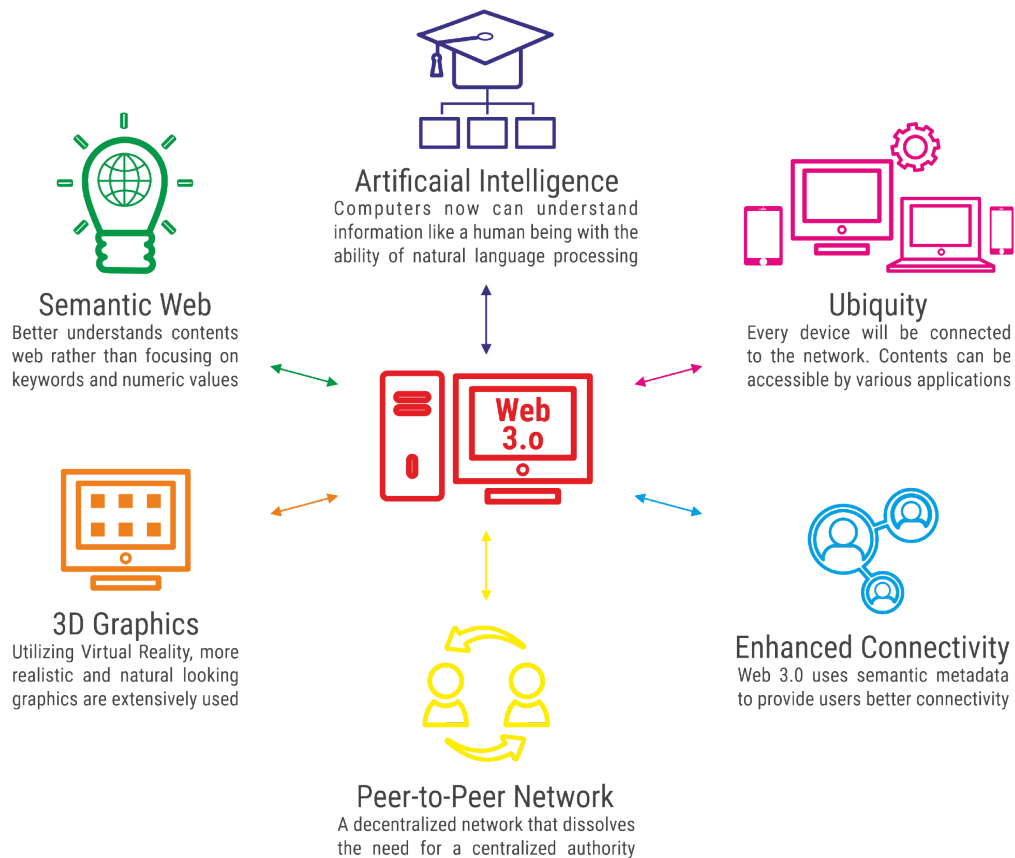 Artificaial Intelligence
Computers now can understand
information like a human being with the
ability of natural language processing
Semantic Web
Better understands contents
web rather than focusing on
keywords and numeric values
Ubiquity
Every device will be connected
to the network. Contents can be
accessible by various applications
Web
3.o
3D Graphics
Utilizing Virtual Reality, more
realistic and natural looking
graphics are extensively used
Enhanced Connectivity
Web 3.0 uses semantic metadata
to provide users better connectivity
Peer-to-Peer Network
A decentralized network that dissolves
the need for a centralized authority